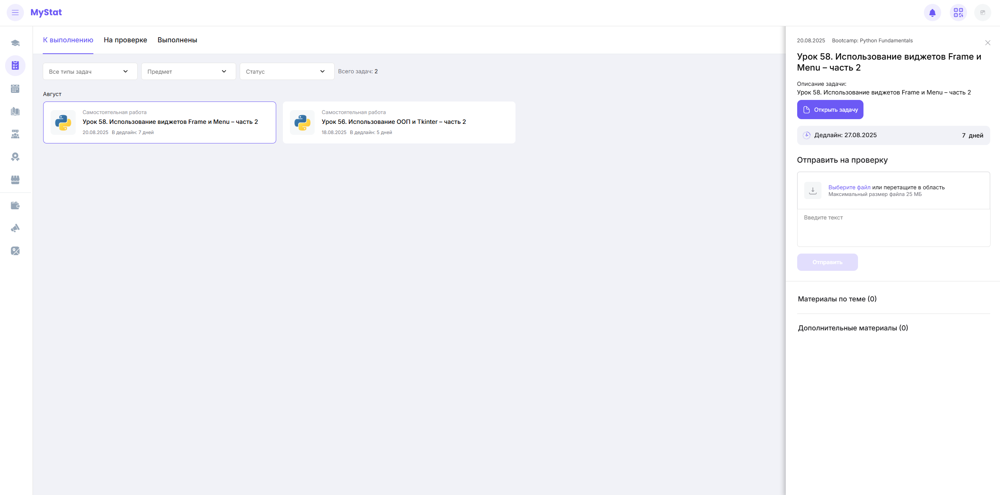 MyStat
К выполнению На проверке Выполнены
Все типы задач Предмет Статус Всего задач: 2
Август
Самостоятельная работа
Урок 58. Использование виджетов Frame и Menu – часть 2
20.08.2025 В дедлайн: 7 дней
Самостоятельная работа
Урок 56. Использование ООП и Tkinter – часть 2
18.08.2025 В дедлайн: 5 дней
20.08.2025 Bootcamp: Python Fundamentals
Урок 58. Использование виджетов Frame и
Menu – часть 2
Описание задачи:
Урок 58. Использование виджетов Frame и Menu – часть 2
Открыть задачу
Дедлайн: 27.08.2025 7 дней
Отправить на проверку
Выберите файл или перетащите в область
Максимальный размер файла 25 МБ
Введите текст
Отправить
Материалы по теме (0)
Дополнительные материалы (0)